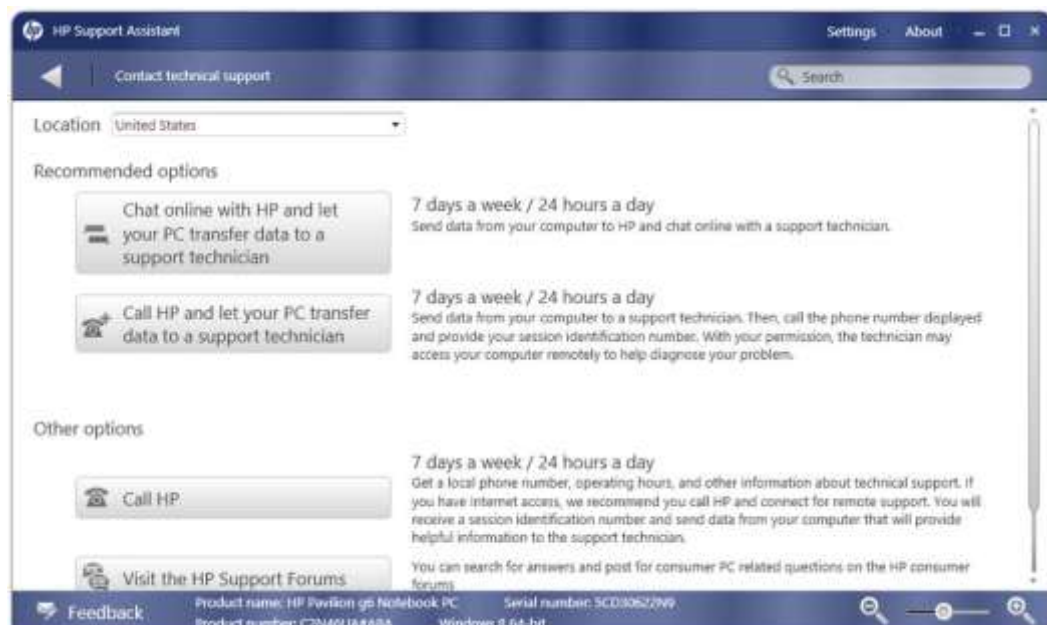 hp HP Support Assistant Settings About
Contact technical support Search
Location United States
Recommended options
Chat online with HP and let
your PC transfer data to a
support technician
7 days a week / 24 hours a day
Send data from your computer to HP and chat online with a support technician.
Call HP and let your PC transfer
data to a support technician
7 days a week / 24 hours a day
Send data from your computer to a support technician. Then, call the phone number displayed
and provide your session identification number. With your permission, the technician may
access your computer remotely to help diagnose your problem.
Other options
Call HP
7 days a week / 24 hours a day
Get a local phone number, operating hours, and other information about technical support. If
you have Internet access, we recommend you call HP and connect for remote support. You will
receive a session identification number and send data from your computer that will provide
helpful information to the support technician.
Visit the HP Support Forums
You can search for answers and post for consumer PC related questions on the HP consumer
forums
Feedback
Product name: HP Pavilion g6 Notebook PC Serial number: 5CD30622N9
Product number: Windows 8 64-bit